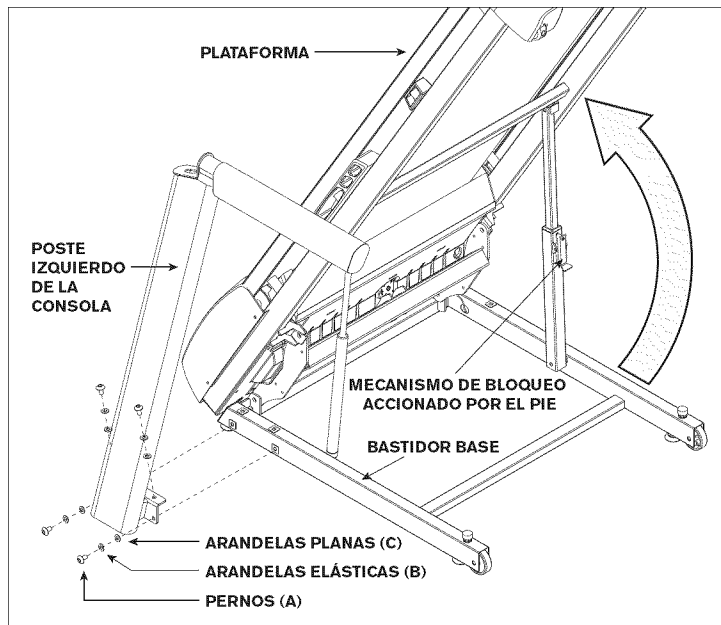 PLATAFORMA
POSTE
IZQUIERDO
DE LA
CONSOLA
MECANISMO DE BLOQUEO
ACCIONADO POR EL PIE
BASTIDOR BASE
ARANDELAS PLANAS (C)
ARANDELAS ELÁSTICAS (B)
PERNOS (A)